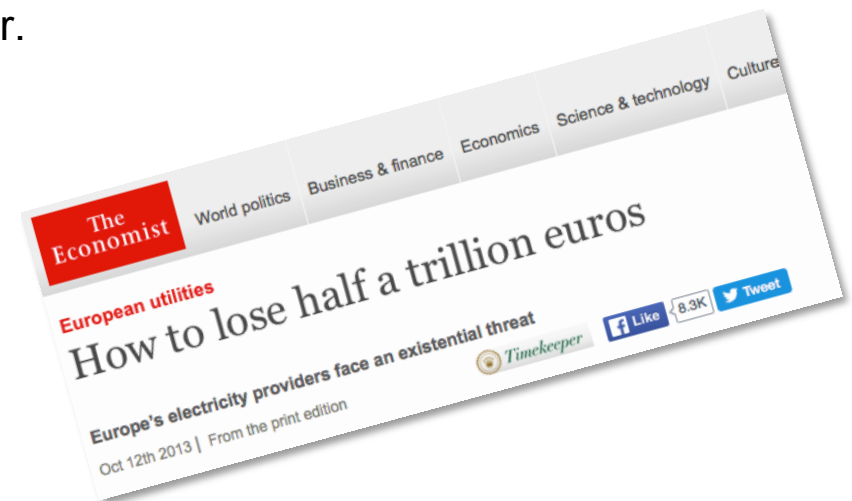 r.
The
Economist
World politics
Business & finance
Economics
Science & technology
Culture
European utilities
How to lose half a trillion euros
Europe's electricity providers face an existential threat
Timekeeper
Like
8.3K
Tweet
Oct 12th 2013 | From the print edition